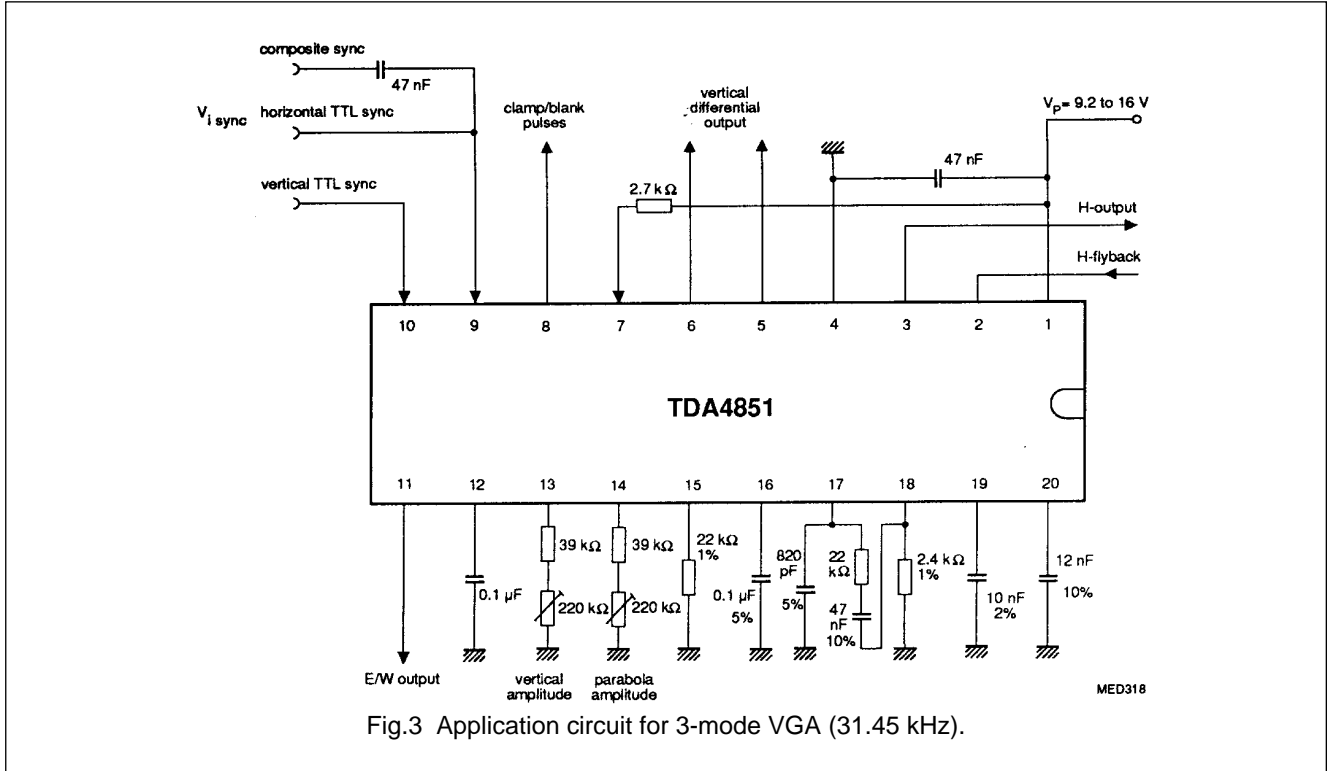 composite sync
47 nF
V i sync
horizontal TTL sync
vertical TTL sync
clamp/blank
pulses
vertical
differential
output
VP = 9.2 to 16 V
47 nF
2.7 kΩ
H-output
H-flyback
10 9 8 7 6 5 4 3 2 1
TDA4851
11 12 13 14 15 16 17 18 19 20
0.1 µF
39 kΩ
220 kΩ
39 kΩ
220 kΩ
22 kΩ
1%
0.1 µF
5%
820
pF
5%
22
kΩ
47
nF
10%
2.4 kΩ
1%
10 nF
2%
12 nF
10%
E/W output
vertical
amplitude
parabola
amplitude
MED318
Fig.3 Application circuit for 3-mode VGA (31.45 kHz).